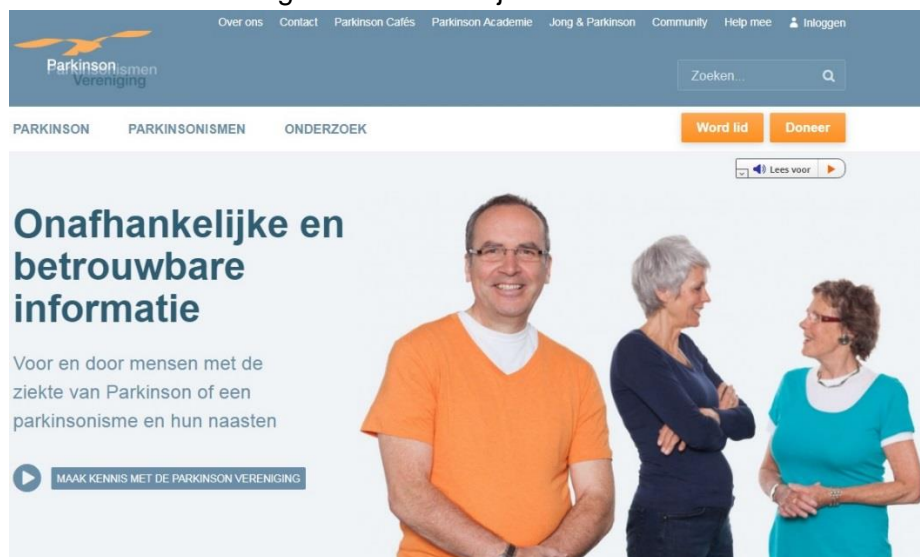 Over ons Contact Parkinson Cafés Parkinson Academie Jong & Parkinson Community Help mee Inloggen
Parkinson
Parkinsonismen
Vereniging
Zoeken...
PARKINSON PARKINSONISMEN ONDERZOEK
Word lid Doneer
Lees voor
Onafhankelijke en
betrouwbare
informatie
Voor en door mensen met de
ziekte van Parkinson of een
parkinsonisme en hun naasten
MAAK KENNIS MET DE PARKINSON VERENIGING